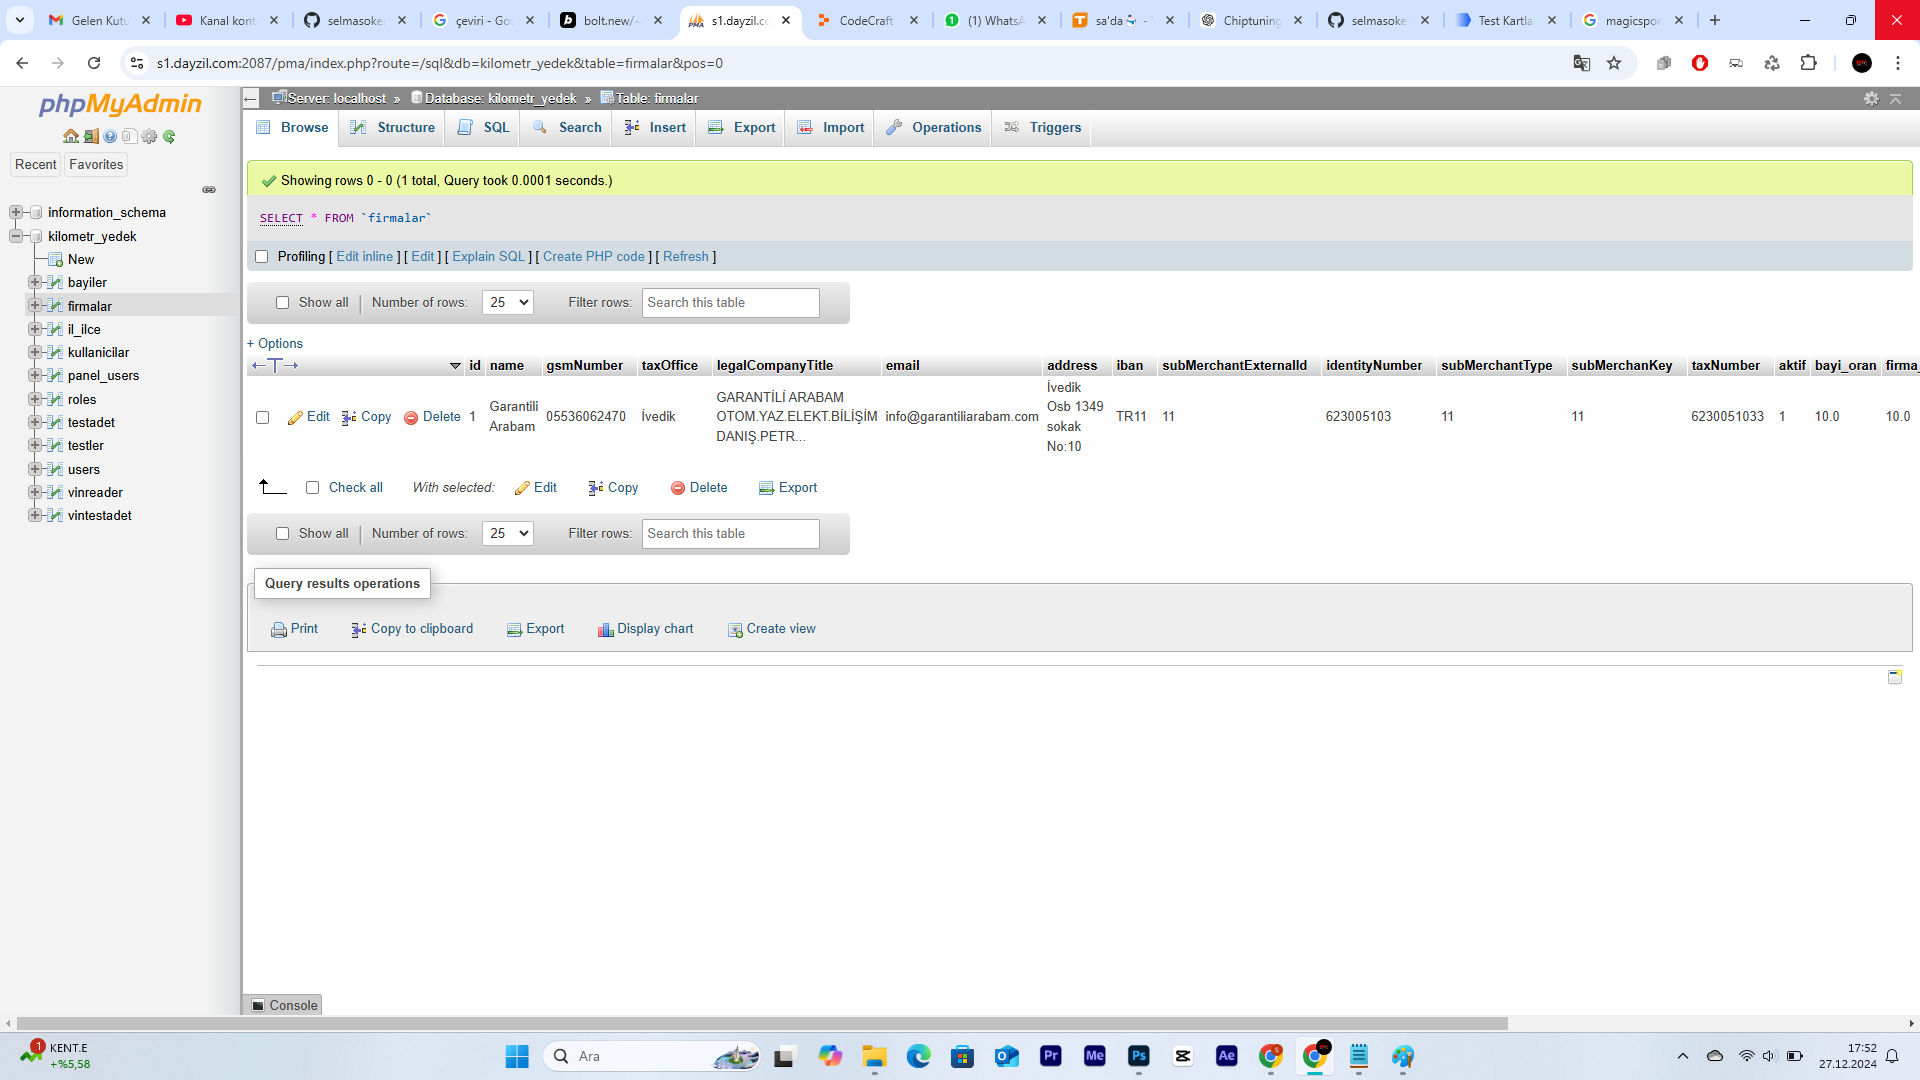 Gelen Kutu
Kanal kont
selmasoke
çeviri - Goo
bolt.new/~
s1.dayzil.co
CodeCraft
(1) WhatsA
sa'da
Chiptuning
selmasoke
Test Kartla
magicspor
s1.dayzil.com:2087/pma/index.php?route=/sql&db=kilometr_yedek&table=firmalar&pos=0
phpMyAdmin
Recent
Favorites
information_schema
kilometr_yedek
New
bayiler
firmalar
il_ilce
kullanicilar
panel_users
roles
testadet
testler
users
vinreader
vintestadet
Server: localhost » Database: kilometr_yedek » Table: firmalar
Browse Structure SQL Search Insert Export Import Operations Triggers
Showing rows 0 - 0 (1 total, Query took 0.0001 seconds.)
SELECT * FROM `firmalar`
Profiling [ Edit inline ] [ Edit ] [ Explain SQL ] [ Create PHP code ] [ Refresh ]
Show all Number of rows: 25 Filter rows: Search this table
+ Options
id name gsmNumber taxOffice legalCompanyTitle email address iban subMerchantExternalId identityNumber subMerchantType subMerchanKey taxNumber aktif bayi_oran firma_
Edit Copy Delete 1
Garantili
Arabam
05536062470 İvedik
GARANTİLİ ARABAM
OTOM.YAZ.ELEKT.BİLİŞİM
DANIŞ.PETR...
info@garantiliarabam.com
İvedik
Osb 1349
sokak
No:10
TR11 11 623005103 11 11 6230051033 1 10.0 10.0
Check all With selected: Edit Copy Delete Export
Show all Number of rows: 25 Filter rows: Search this table
Query results operations
Print Copy to clipboard Export Display chart Create view
Console
1
KENT.E
+%5,58
Ara
Pr
Me
Ps
Ae
17:52
27.12.2024